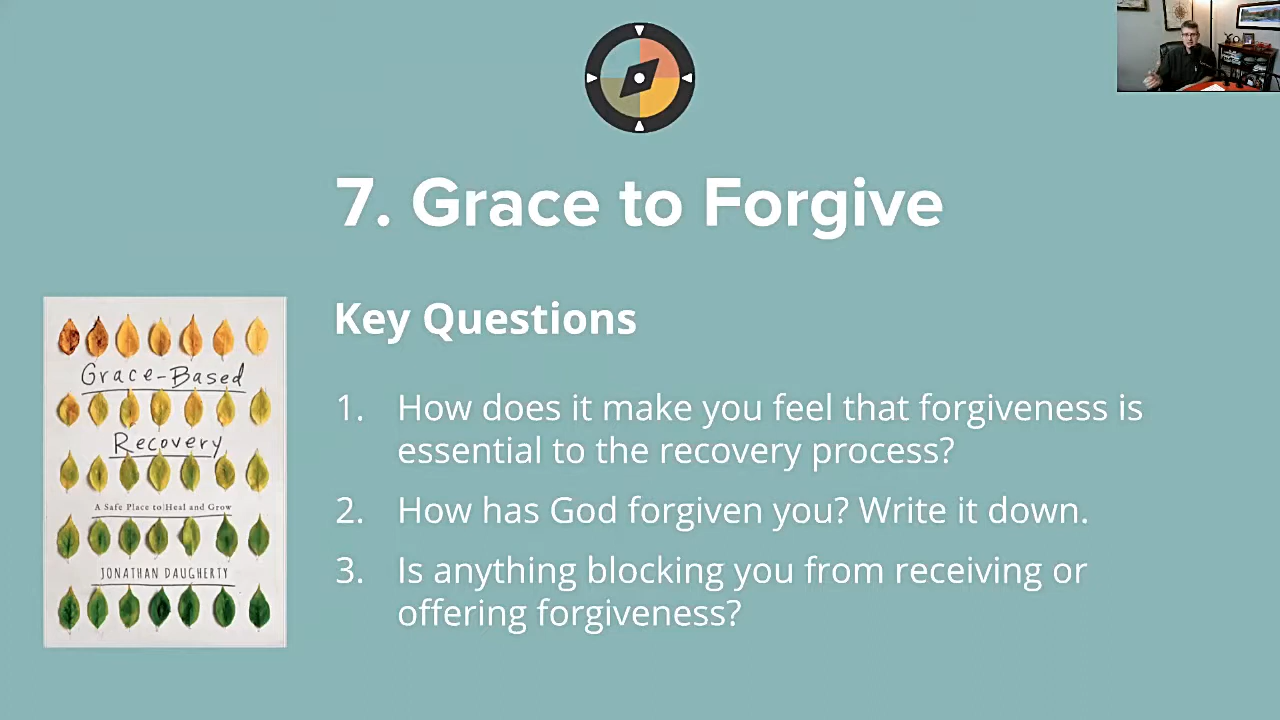 7. Grace to Forgive
Grace-Based
Recovery
A Safe Place to Heal and Grow
JONATHAN DAUGHERTY
Key Questions
1. How does it make you feel that forgiveness is
essential to the recovery process?
2. How has God forgiven you? Write it down.
3. Is anything blocking you from receiving or
offering forgiveness?